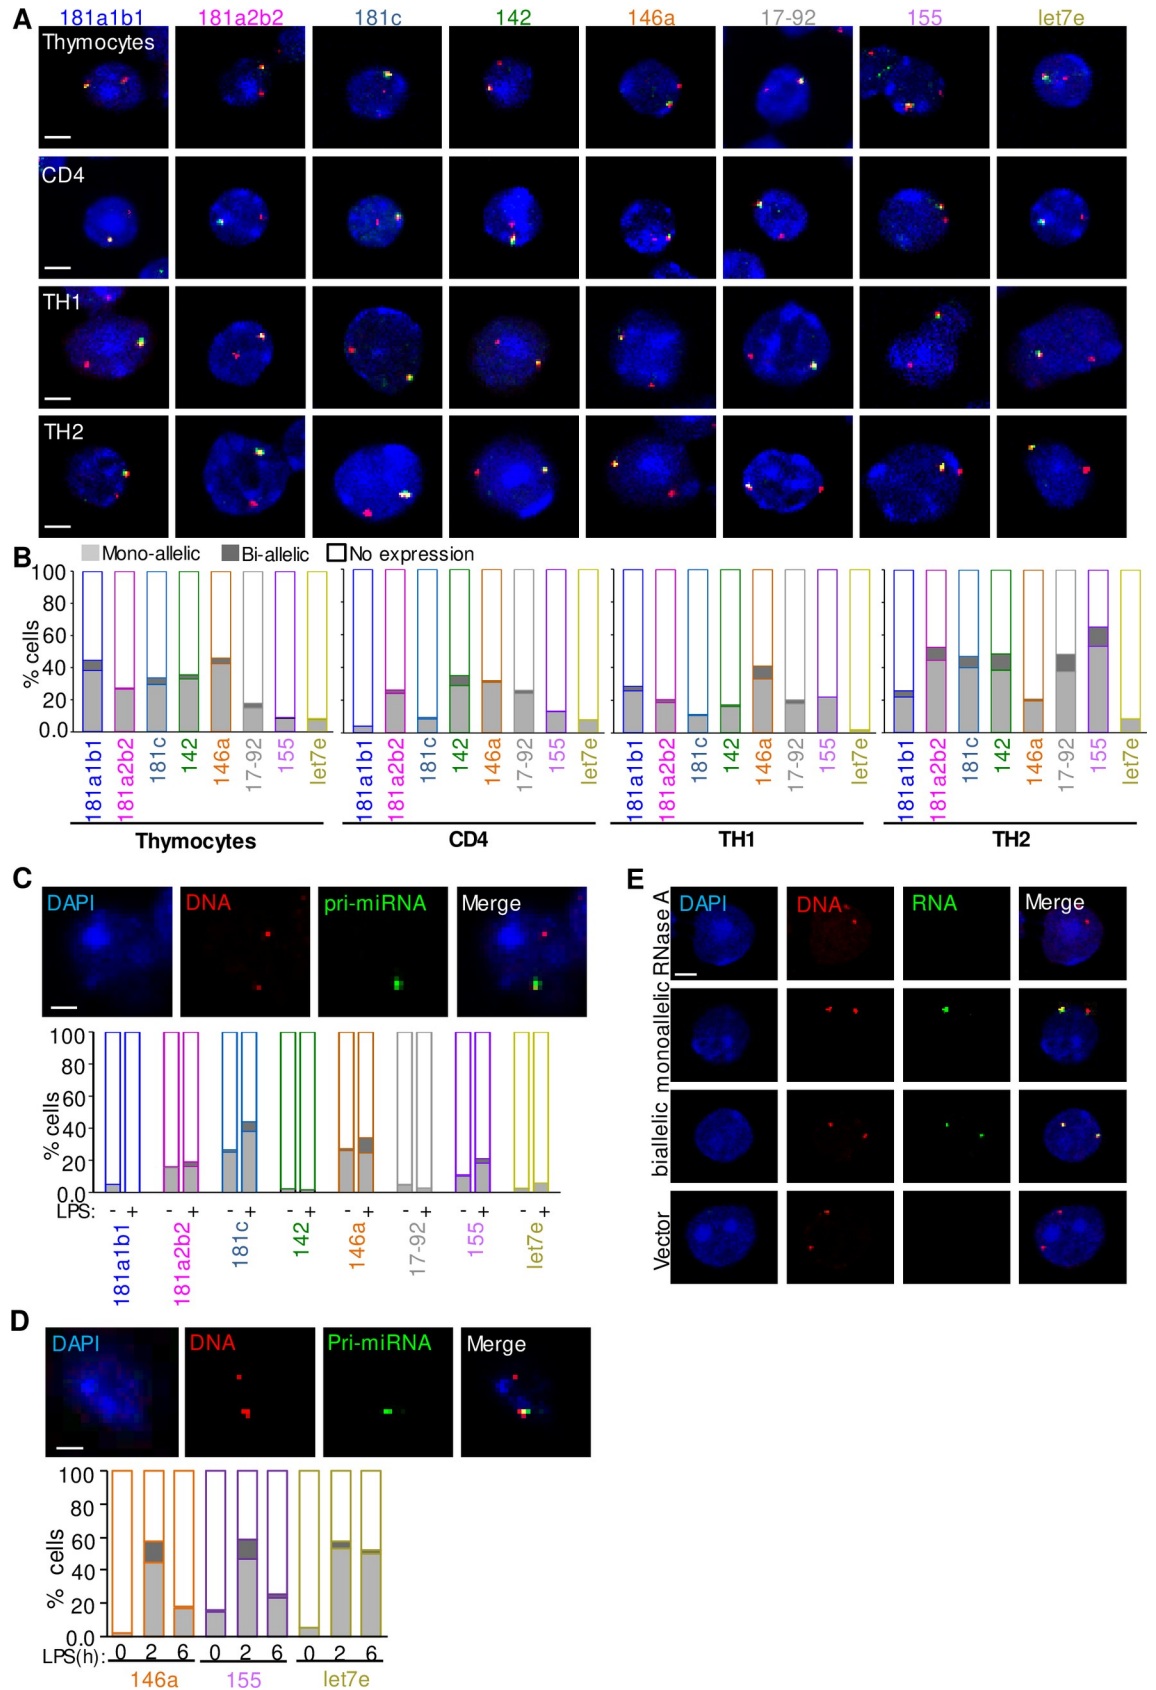 A
181a1b1 181a2b2 181c 142 146a 17-92 155 let7e
Thymocytes
CD4
TH1
TH2
B
Mono-allelic Bi-allelic No expression
% cells
100
80
60
40
20
0.0
181a1b1 181a2b2 181c 142 146a 17-92 155 let7e
181a1b1 181a2b2 181c 142 146a 17-92 155 let7e
181a1b1 181a2b2 181c 142 146a 17-92 155 let7e
181a1b1 181a2b2 181c 142 146a 17-92 155 let7e
Thymocytes CD4 TH1 TH2
C
DAPI DNA pri-miRNA Merge
% cells
100
80
60
40
20
0.0
LPS: - + - + - + - + - + - + - + - +
181a1b1 181a2b2 181c 142 146a 17-92 155 let7e
E
DAPI DNA RNA Merge
RNase A
monoallelic
biallelic
Vector
D
DAPI DNA Pri-miRNA Merge
% cells
100
80
60
40
20
0.0
LPS(h): 0 2 6 0 2 6 0 2 6
146a 155 let7e